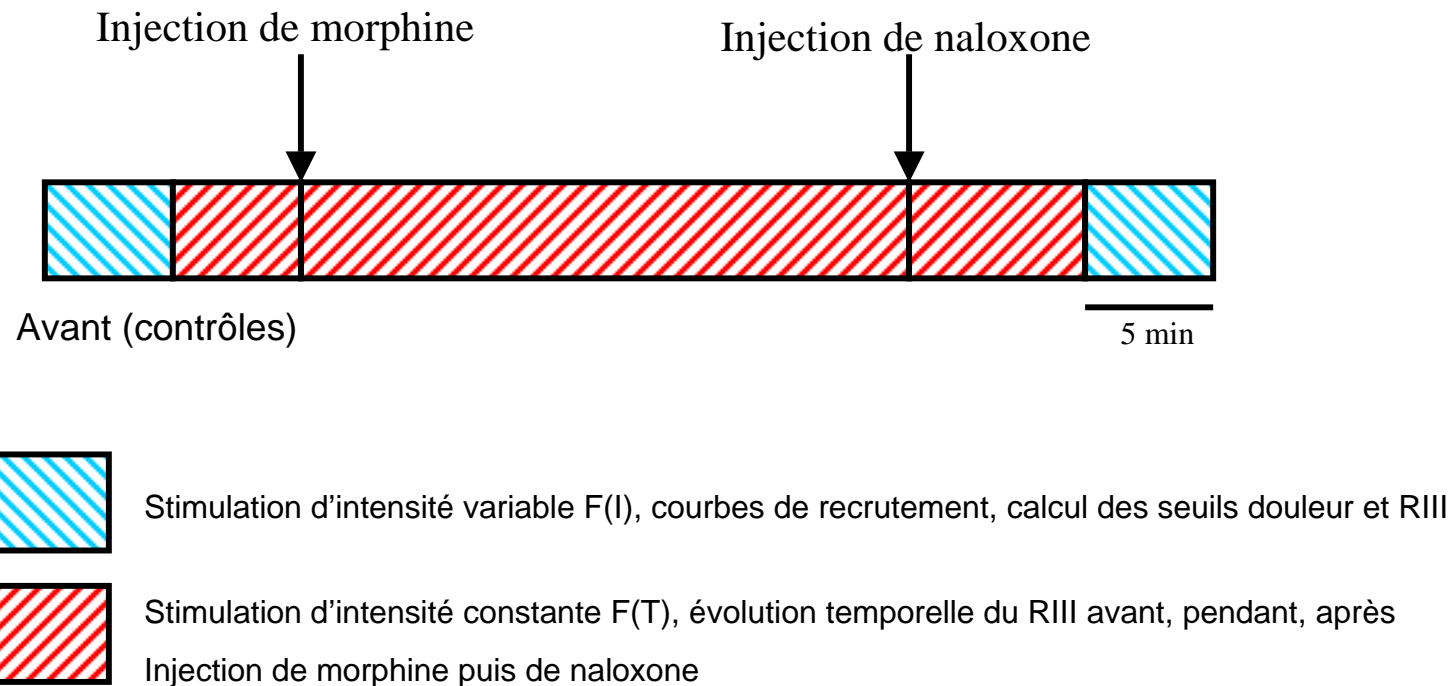 Injection de morphine
Injection de naloxone
Avant (contrôles)
5 min
Stimulation d'intensité variable F(I), courbes de recrutement, calcul des seuils douleur et RIII
Stimulation d'intensité constante F(T), évolution temporelle du RIII avant, pendant, après
Injection de morphine puis de naloxone